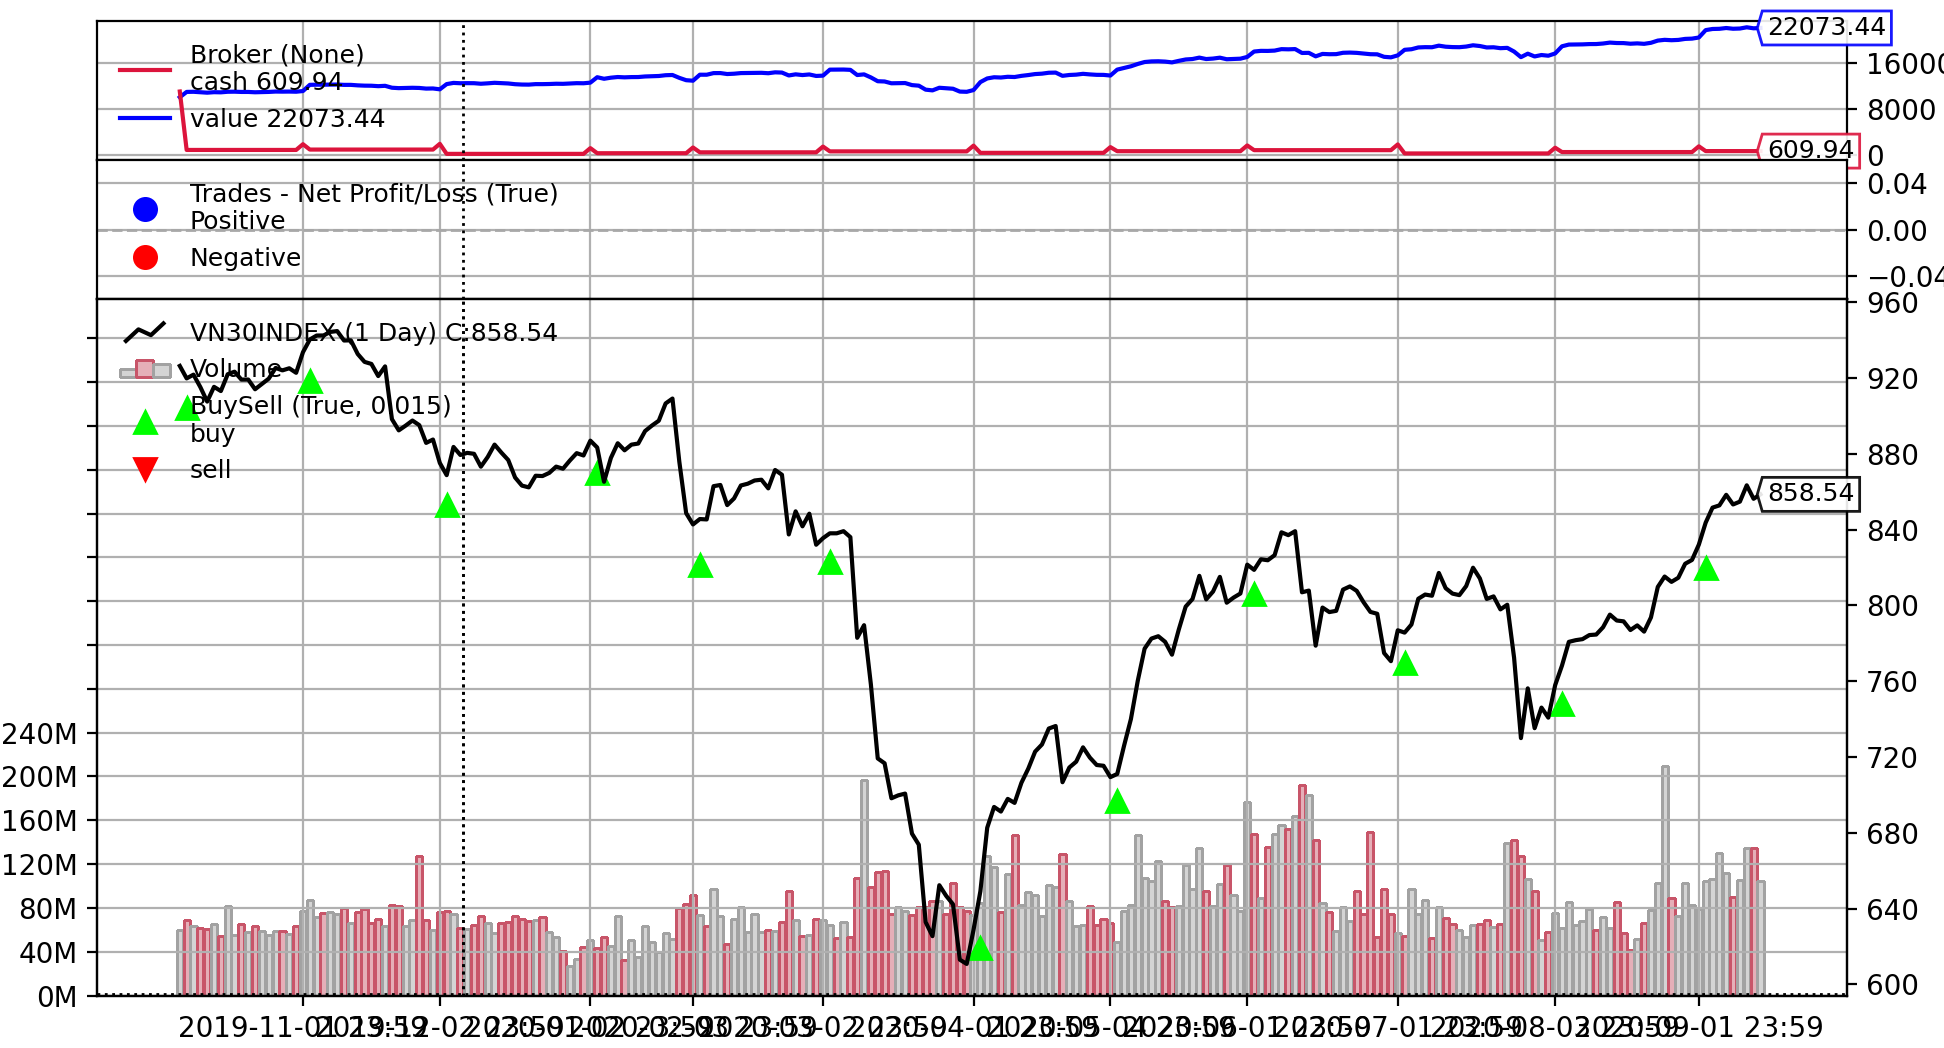 Broker (None)
cash 609.94
value 22073.44
22073.44
16000
8000
609.94
0
Trades - Net Profit/Loss (True)
Positive
Negative
0.04
0.00
−0.04
VN30INDEX (1 Day) C:858.54
Volume
BuySell (True, 0.015)
buy
sell
960
920
880
858.54
840
800
760
720
680
640
600
240M
200M
160M
120M
80M
40M
0M
2019-11-01 23:59
2020-09-01 23:59